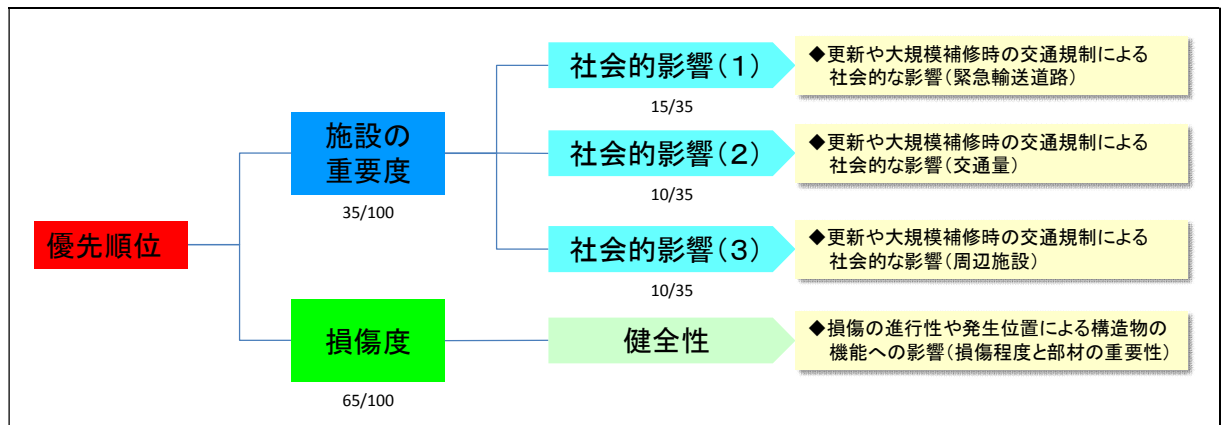 社会的影響(1)
15/35
◆更新や大規模補修時の交通規制による
社会的な影響(緊急輸送道路)
施設の
重要度
35/100
社会的影響(2)
10/35
◆更新や大規模補修時の交通規制による
社会的な影響(交通量)
優先順位
社会的影響(3)
10/35
◆更新や大規模補修時の交通規制による
社会的な影響(周辺施設)
損傷度
65/100
健全性
◆損傷の進行性や発生位置による構造物の
機能への影響(損傷程度と部材の重要性)